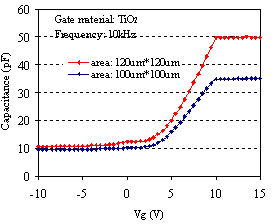 Gate material: TiO2
Frequency: 10kHz
area: 120um*120um
area: 100um*100um
Capacitance (pF)
60
50
40
30
20
10
0
-10 -5 0 5 10 15
Vg (V)